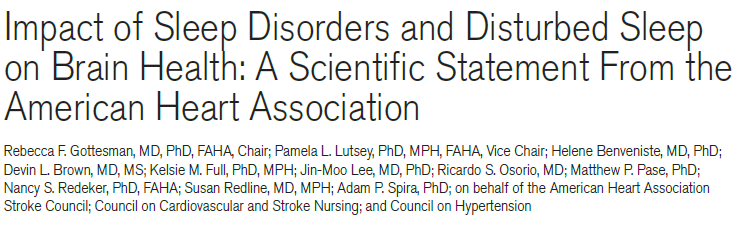 Impact of Sleep Disorders and Disturbed Sleep
on Brain Health: A Scientific Statement From the
American Heart Association
Rebecca F. Gottesman, MD, PhD, FAHA, Chair; Pamela L. Lutsey, PhD, MPH, FAHA, Vice Chair; Helene Benveniste, MD, PhD;
Devin L. Brown, MD, MS; Kelsie M. Full, PhD, MPH; Jin-Moo Lee, MD, PhD; Ricardo S. Osorio, MD; Matthew P. Pase, PhD;
Nancy S. Redeker, PhD, FAHA; Susan Redline, MD, MPH; Adam P. Spira, PhD; on behalf of the American Heart Association
Stroke Council; Council on Cardiovascular and Stroke Nursing; and Council on Hypertension